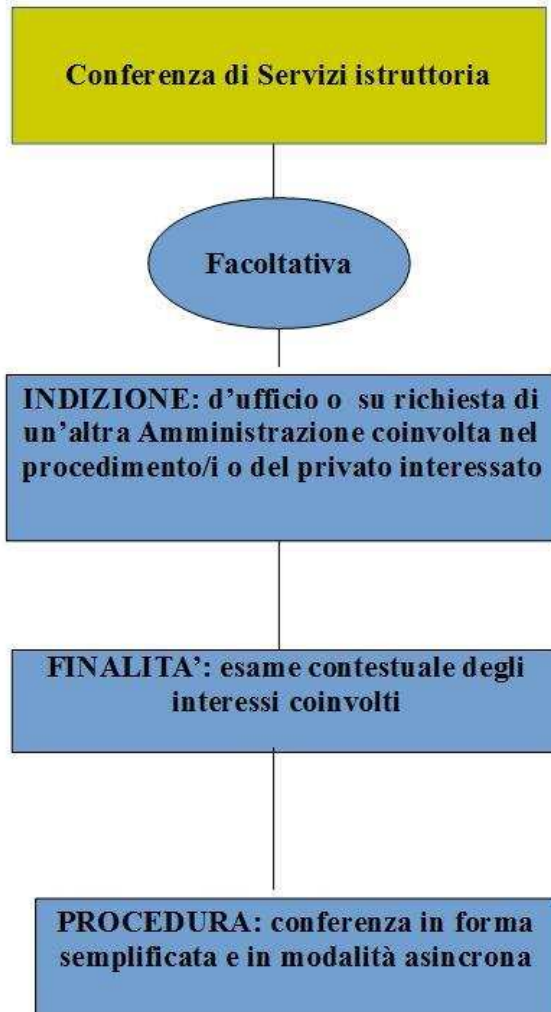 Conferenza di Servizi istruttoria
Facoltativa
INDIZIONE: d’ufficio o su richiesta di
un’altra Amministrazione coinvolta nel
procedimento/i o del privato interessato
FINALITA’: esame contestuale degli
interessi coinvolti
PROCEDURA: conferenza in forma
semplificata e in modalità asincrona